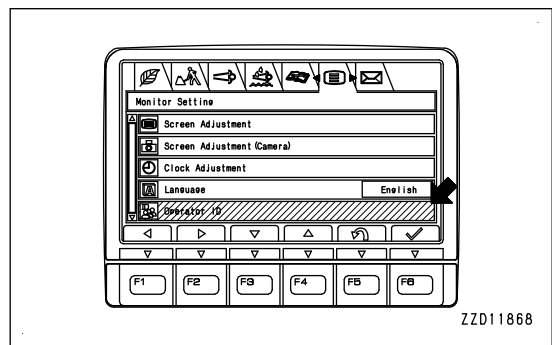 Monitor Setting
Screen Adjustment
Screen Adjustment (Camera)
Clock Adjustment
Language English
Operator ID
F1 F2 F3 F4 F5 F6
ZZD11868